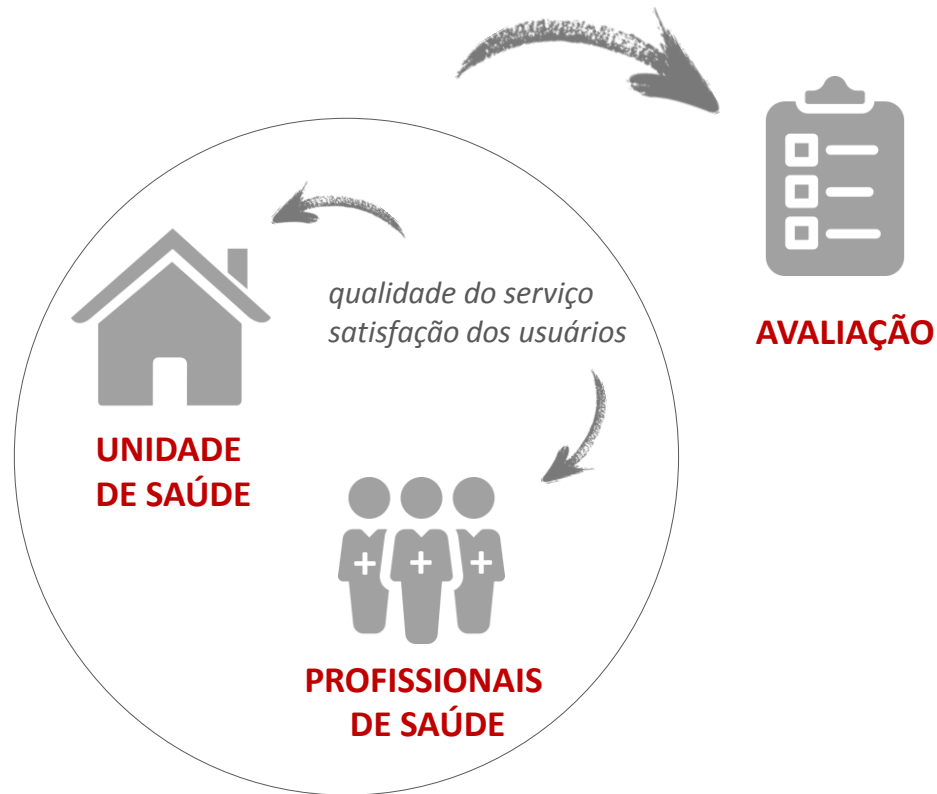 qualidade do serviço
satisfação dos usuários
AVALIAÇÃO
UNIDADE
DE SAÚDE
PROFISSIONAIS
DE SAÚDE